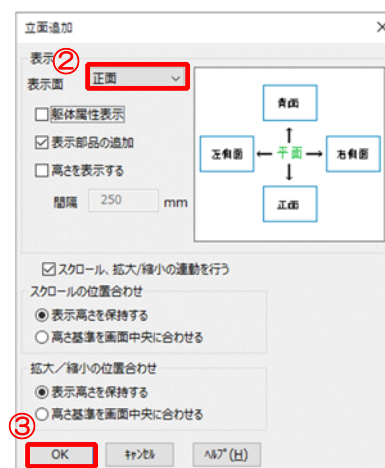 立面追加
×
表示
②
表示面 正面
躯体属性表示
表示部品の追加
高さを表示する
間隔 250 mm
背面
左側面 ← 平面 → 右側面
正面
スクロール、拡大/縮小の連動を行う
スクロールの位置合わせ
表示高さを保持する
高さ基準を画面中央に合わせる
拡大/縮小の位置合わせ
表示高さを保持する
高さ基準を画面中央に合わせる
③
OK キャンセル ヘルプ(H)